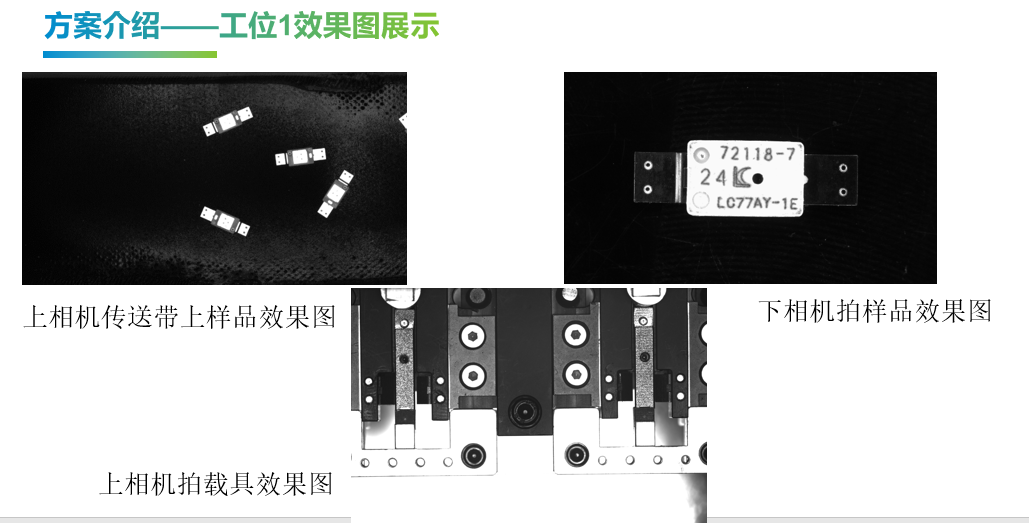 方案介绍——工位1效果图展示
72118-7
24
LC77AY-1E
上相机传送带上样品效果图
下相机拍样品效果图
上相机拍载具效果图